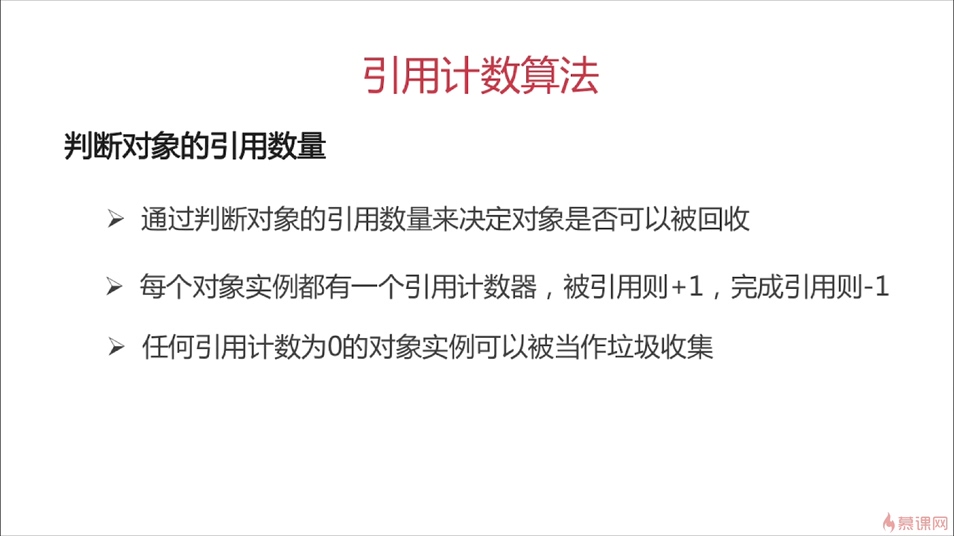 引用计数算法
判断对象的引用数量
通过判断对象的引用数量来决定对象是否可以被回收
每个对象实例都有一个引用计数器，被引用则+1，完成引用则-1
任何引用计数为0的对象实例可以被当作垃圾收集
慕课网